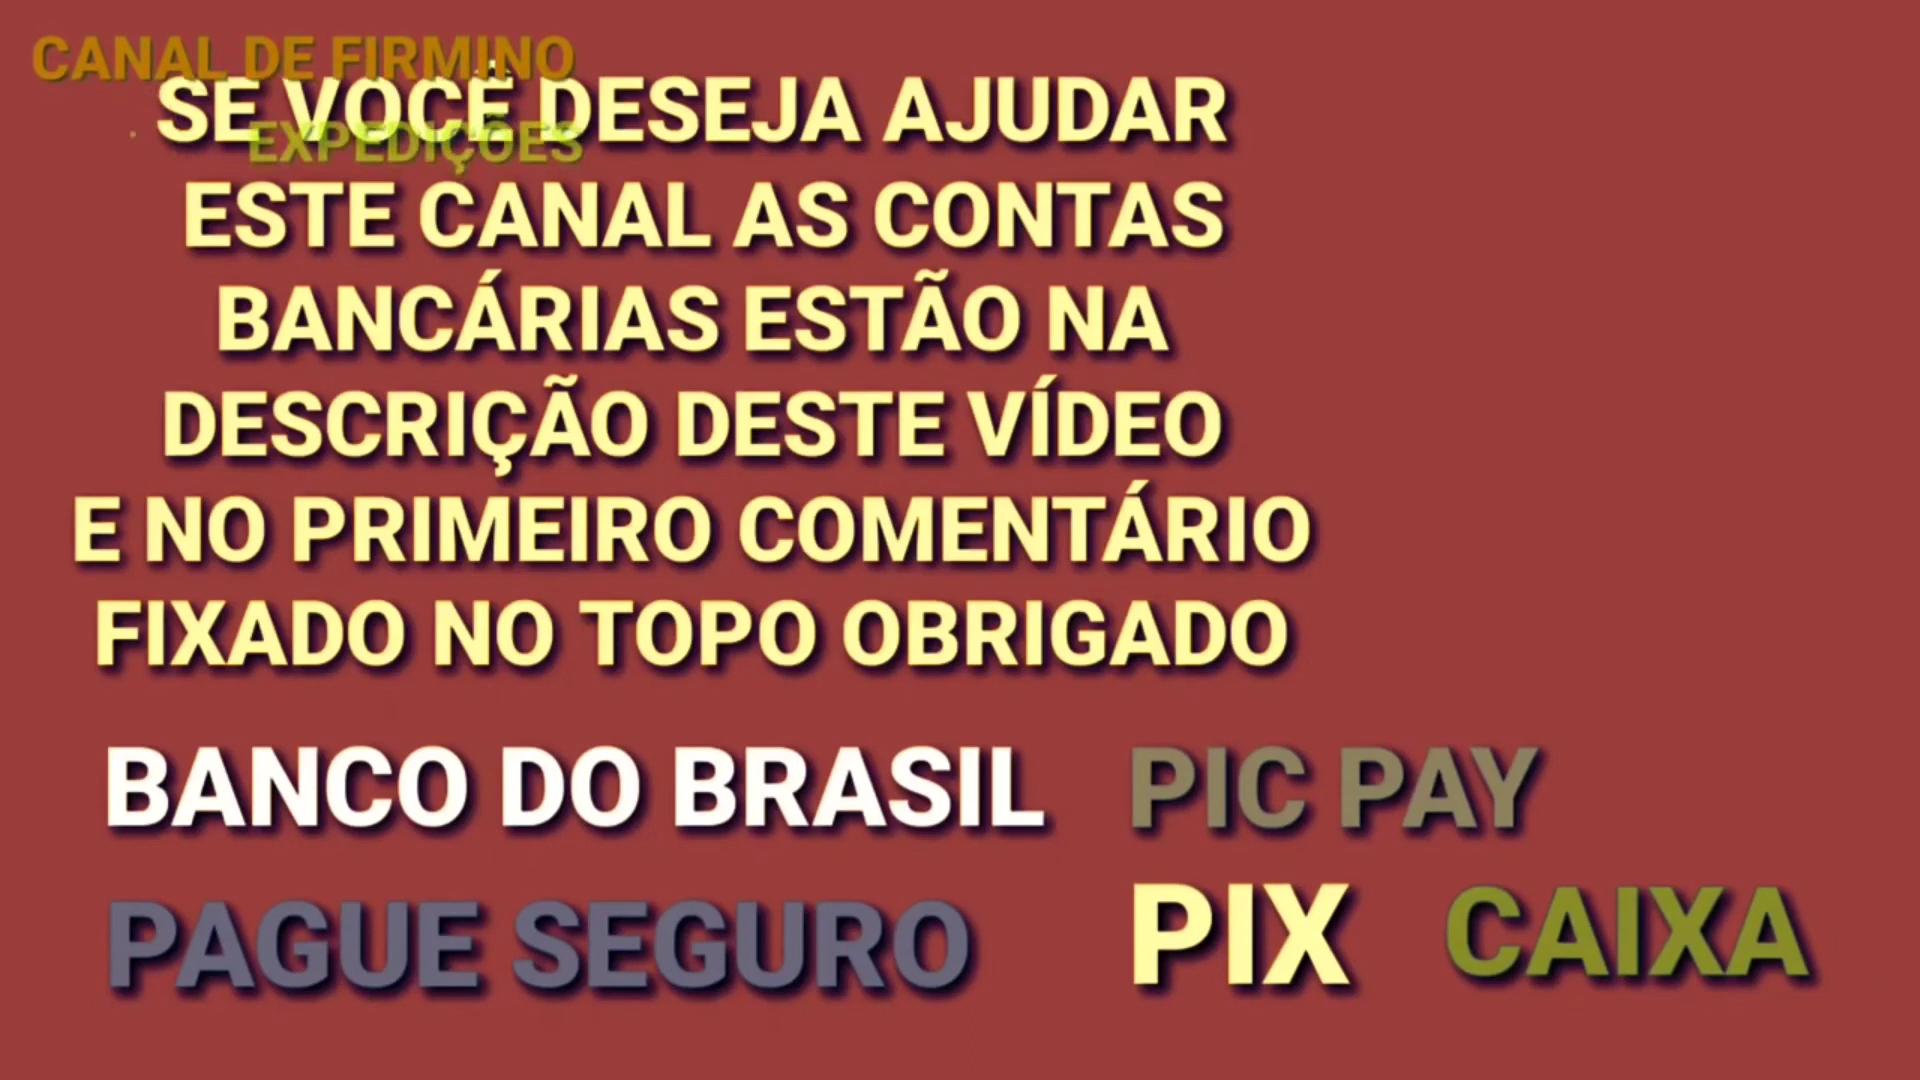 CANAL DE FIRMINO
EXPEDIÇÕES
SE VOCÊ DESEJA AJUDAR
ESTE CANAL AS CONTAS
BANCÁRIAS ESTÃO NA
DESCRIÇÃO DESTE VÍDEO
E NO PRIMEIRO COMENTÁRIO
FIXADO NO TOPO OBRIGADO
BANCO DO BRASIL PIC PAY
PAGUE SEGURO PIX CAIXA